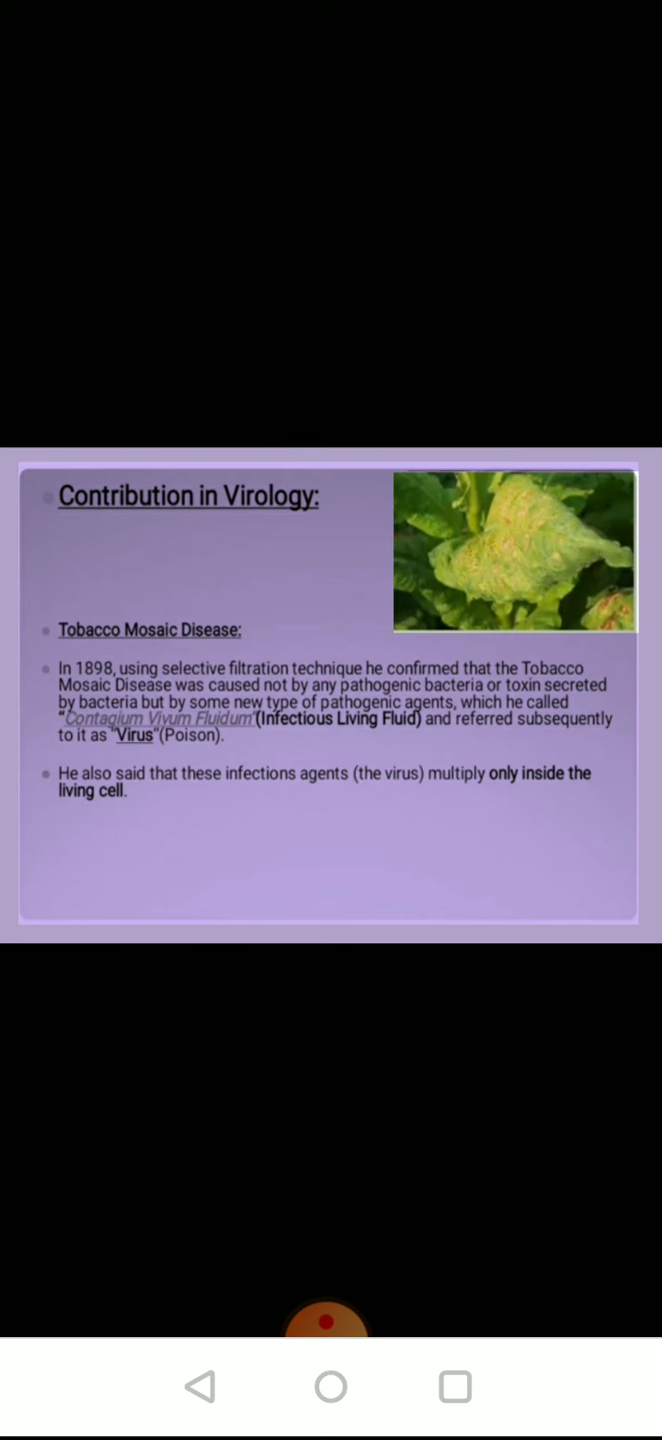 Contribution in Virology:
Tobacco Mosaic Disease:
In 1898, using selective filtration technique he confirmed that the Tobacco
Mosaic Disease was caused not by any pathogenic bacteria or toxin secreted
by bacteria but by some new type of pathogenic agents, which he called
“Contagium Vivum Fluidum”(Infectious Living Fluid) and referred subsequently
to it as “Virus”(Poison).
He also said that these infections agents (the virus) multiply only inside the
living cell.